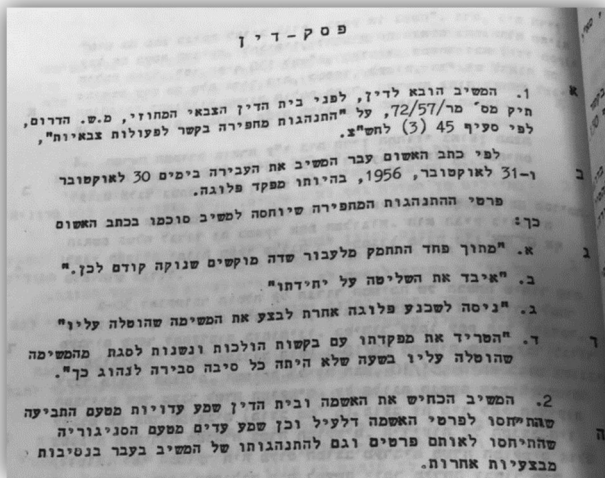 פסק-דין
א
1. המשיב הובא לדין, לפני בית הדין הצבאי המחוזי, מ.ש. הדרום,
תיק מס' מר/72/57, על "התנהגות מחפירה בקשר לפעולות צבאיות",
לפי סעיף 45 (3) לחש"צ.
לפי כתב האשום עבר המשיב את העבירה בימים 30 לאוקטובר
ב
ו-31 לאוקטובר, 1956, בהיותו מפקד פלוגה.
פרטי ההתנהגות המחפירה שיוחסה למשיב סוכמו בכתב האשום
כך:
א. "מתוך פחד התחמק מלעבור שדה מוקשים שנוקה קודם לכן."
ג
ב. "איבד את השליטה על יחידתו"
ג. "ניסה לשכנע פלוגה אחרת לבצע את המשימה שהוטלה עליו"
ד. "הטריד את מפקדתו עם בקשות הולכות ונשנות לסגת מהמשימה
ד
שהוטלה עליו בשעה שלא היתה כל סיבה סבירה לנהוג כך".
2. המשיב הכחיש את האשמה ובית הדין שמע עדויות מטעם התביעה
שהתיחסו לפרטי האשמה דלעיל וכן שמע עדים מטעם הסניגוריה
ה
שהתיחסו לאותם פרטים וגם להתנהגותו של המשיב בעבר בנסיבות
מבצעיות אחרות.